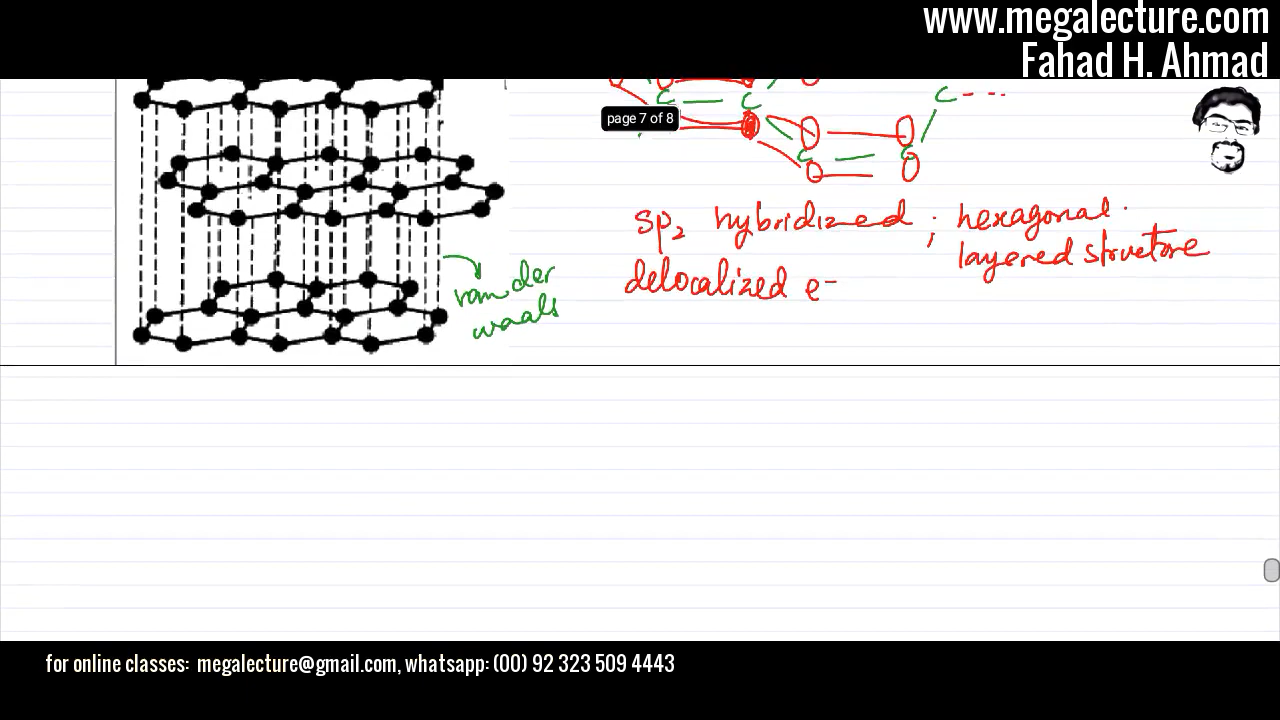 www.megalecture.com
Fahad H. Ahmad
C - - -
C C
page 7 of 8
C C
sp₂ hybridized ; hexagonal
layered structure
delocalized e-
van der
waals
for online classes: megalecture@gmail.com, whatsapp: (00) 92 323 509 4443